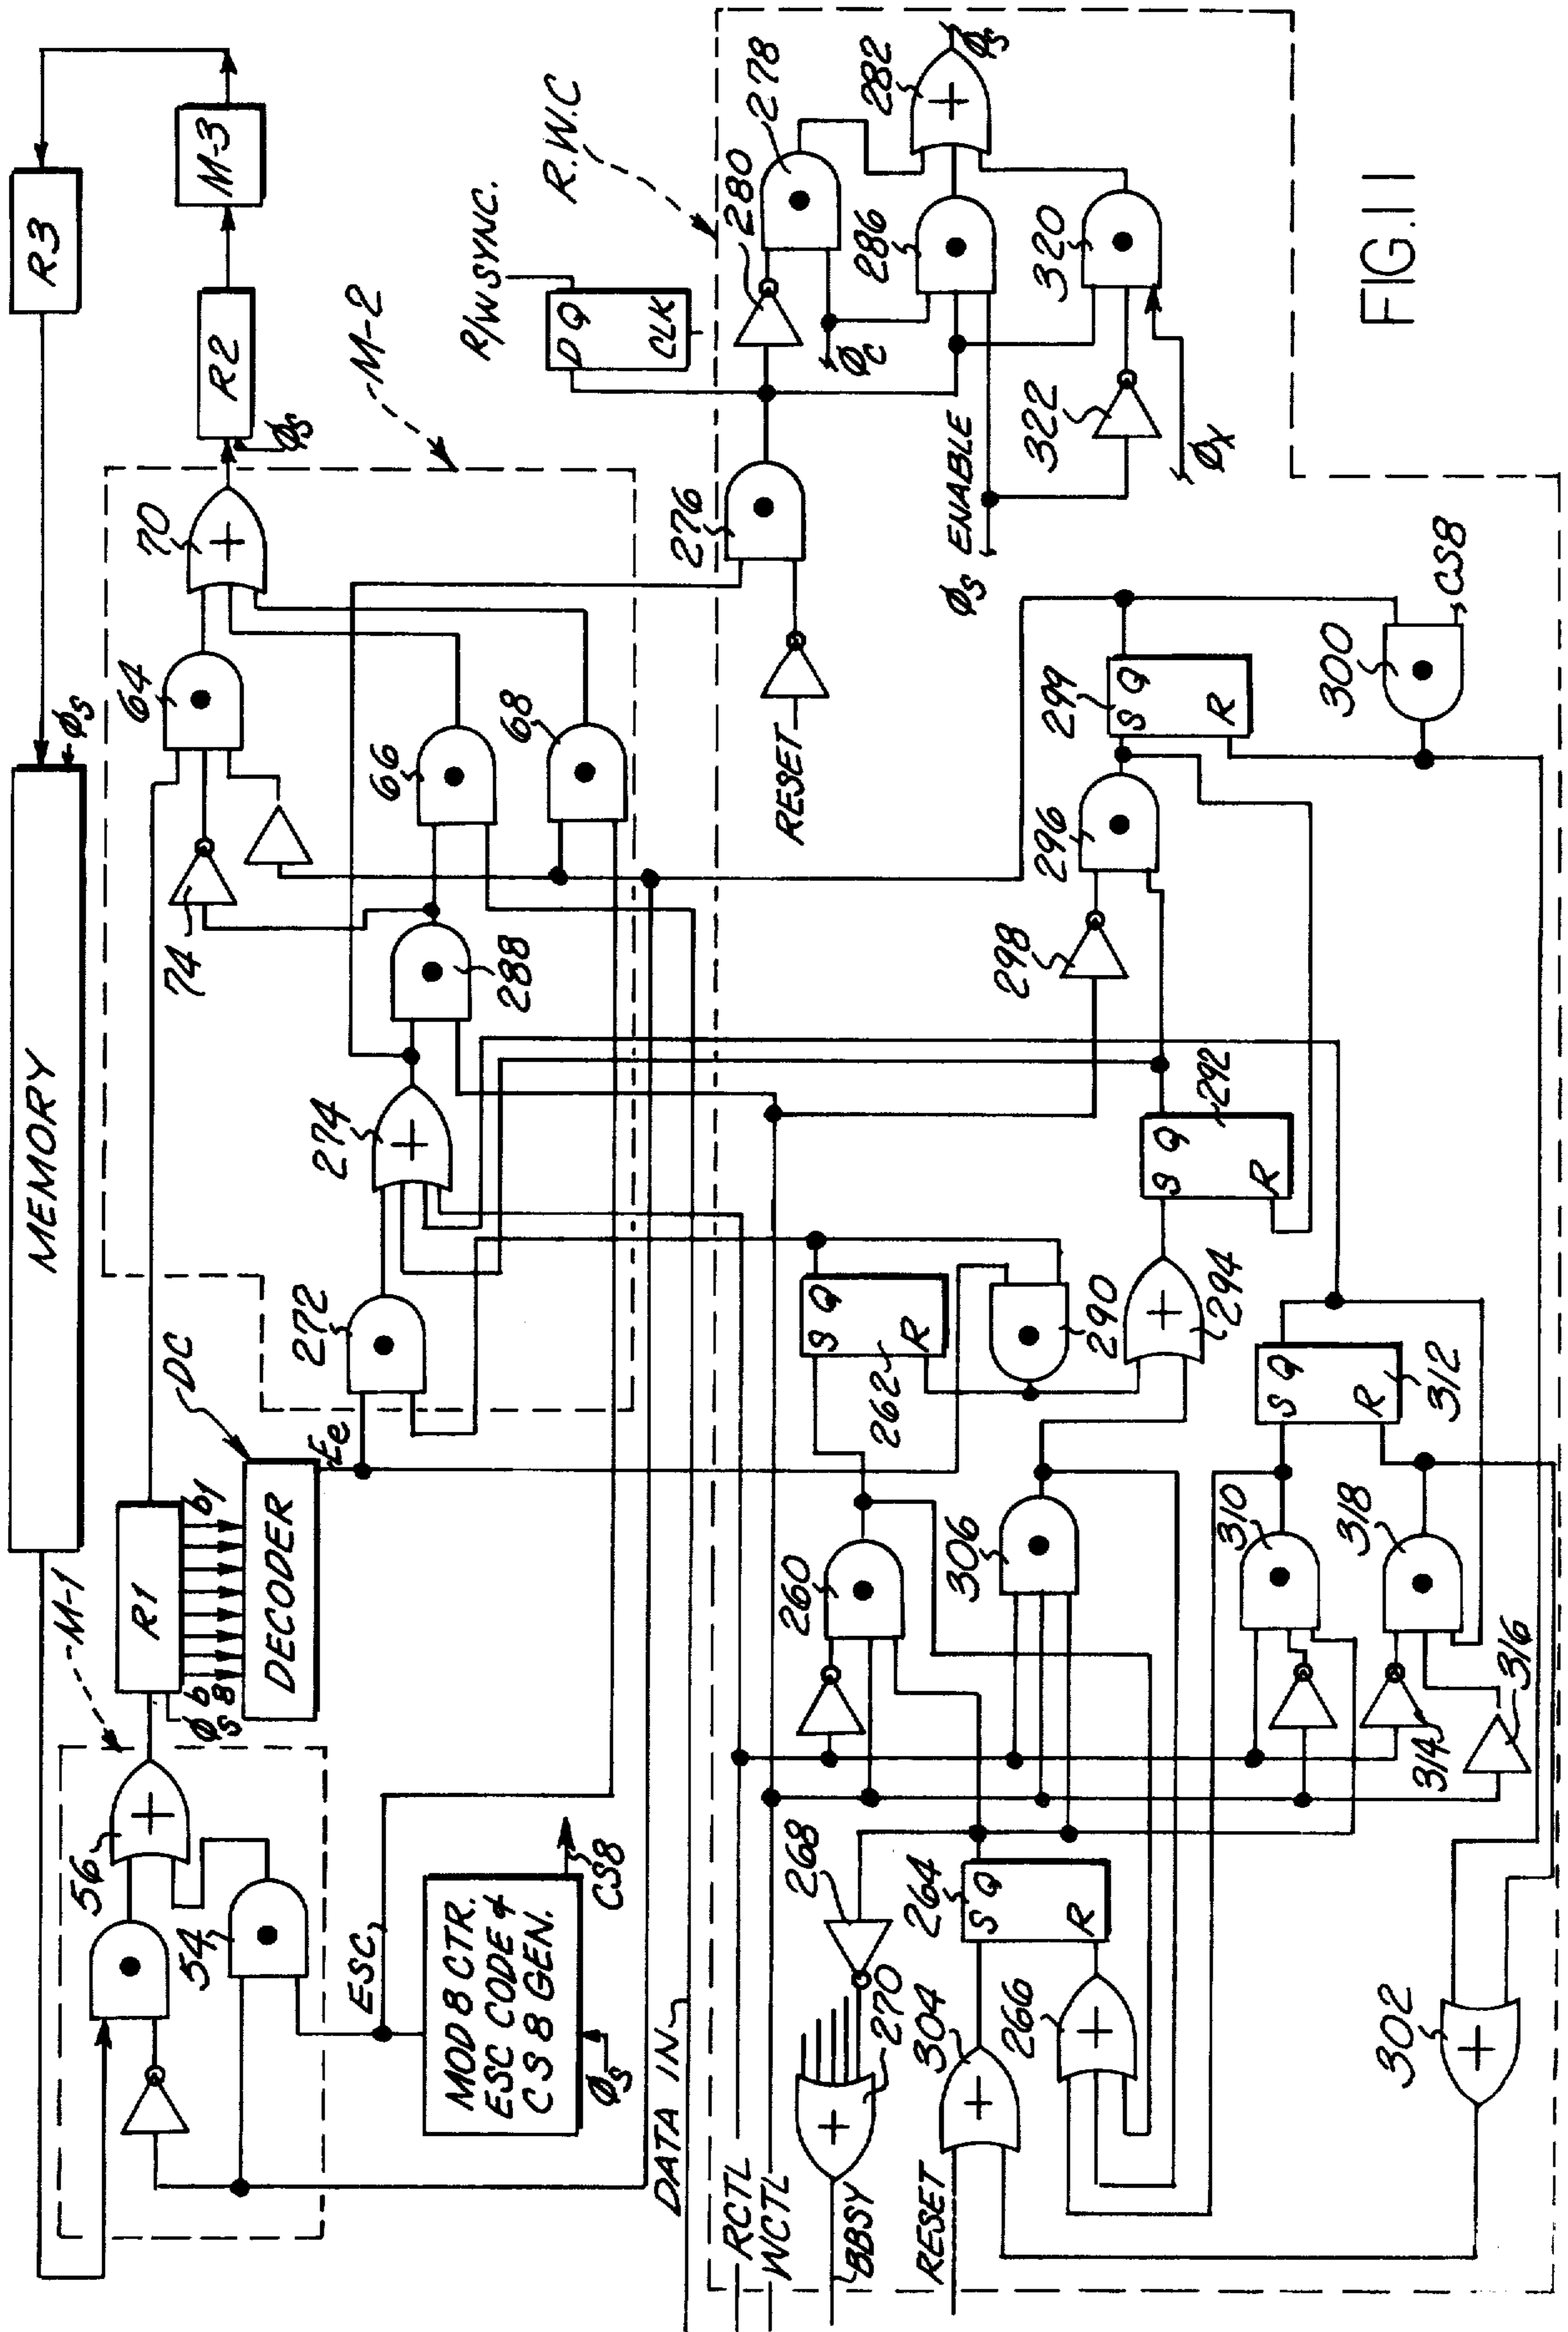 MEMORY
R3
M-3
R2
ΦS
ΦS
M-1
R1
b1
b8
ΦS
DECODER
DC
Ee
56
54
ESC
MOD 8 CTR.
ESC CODE &
CS 8 GEN.
CS8
ΦS
M-2
70
64
66
68
74
288
274
272
DATA IN
R/W SYNC.
D Q
CLK
R.W.C
280
278
282
ΦS
ΦC
286
320
322
ΦX
ΦS ENABLE
276
RESET
RCTL
WCTL
BBSY
RESET
268
270
264
S Q
R
304
266
260
262
S Q
R
290
306
294
292
S Q
R
298
296
299
S Q
R
300
CS8
310
318
312
S Q
R
314
316
302
FIG. 11